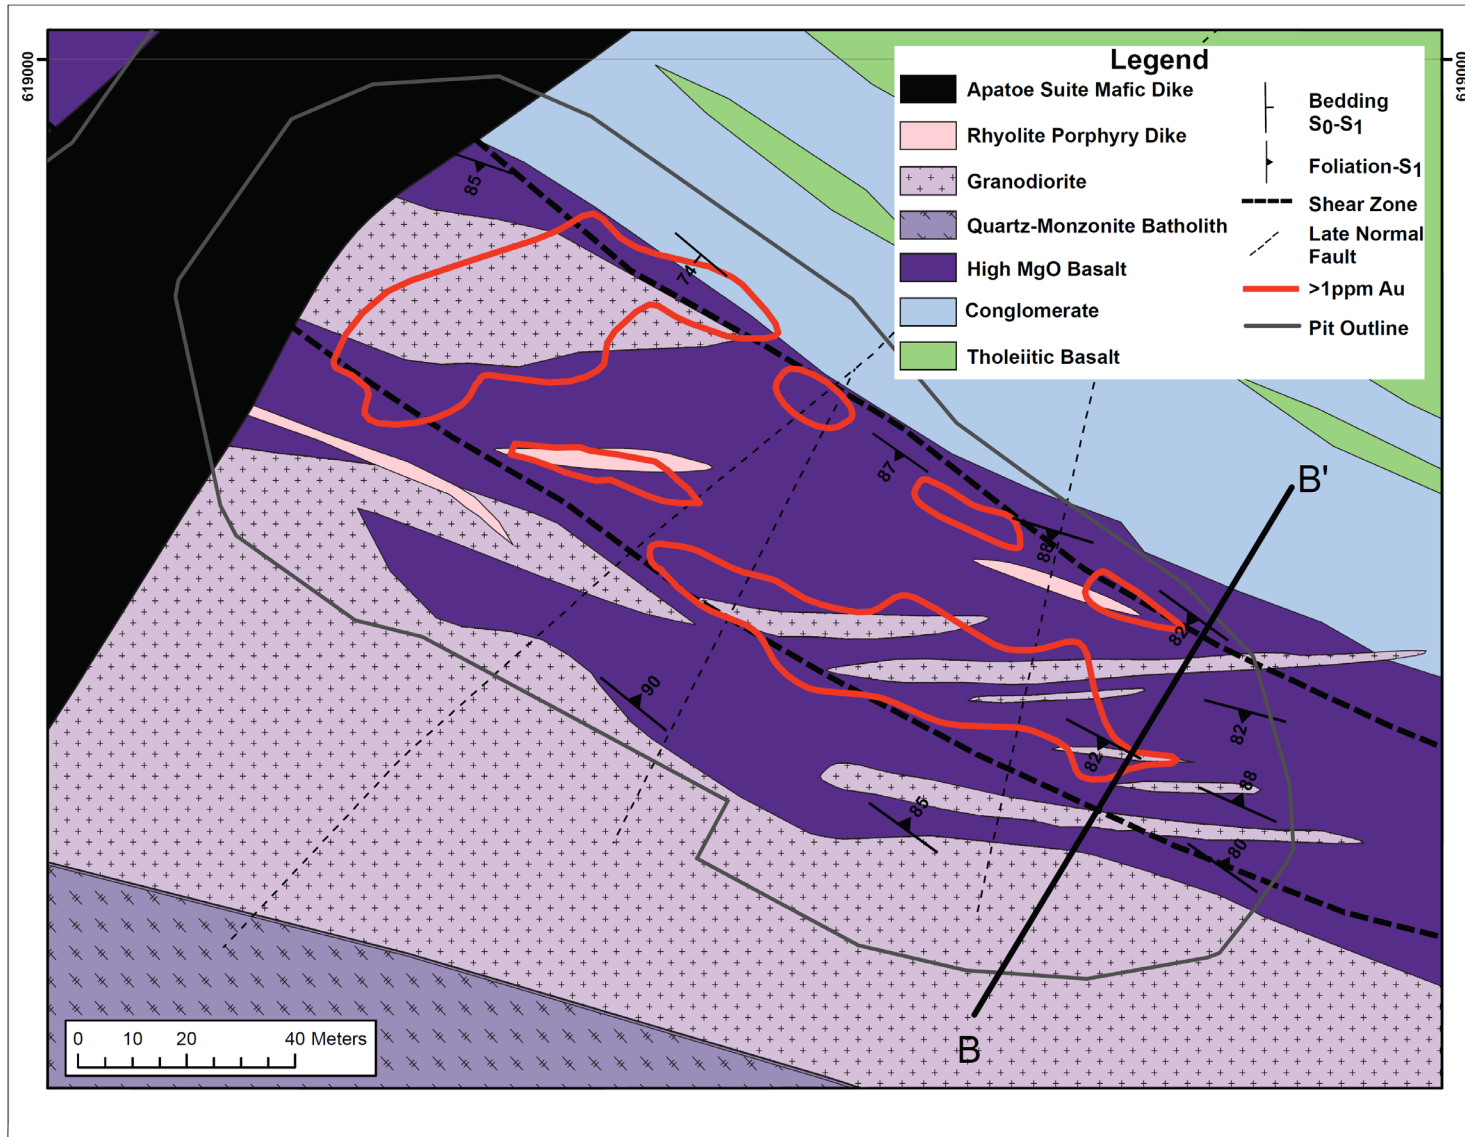 619000
619000
Legend
Apatoe Suite Mafic Dike
Rhyolite Porphyry Dike
Granodiorite
Quartz-Monzonite Batholith
High MgO Basalt
Conglomerate
Tholeiitic Basalt
Bedding
S0-S1
Foliation-S1
Shear Zone
Late Normal
Fault
>1ppm Au
Pit Outline
85
74
87
88
82
90
82
82
88
85
80
B'
B
0 10 20 40 Meters